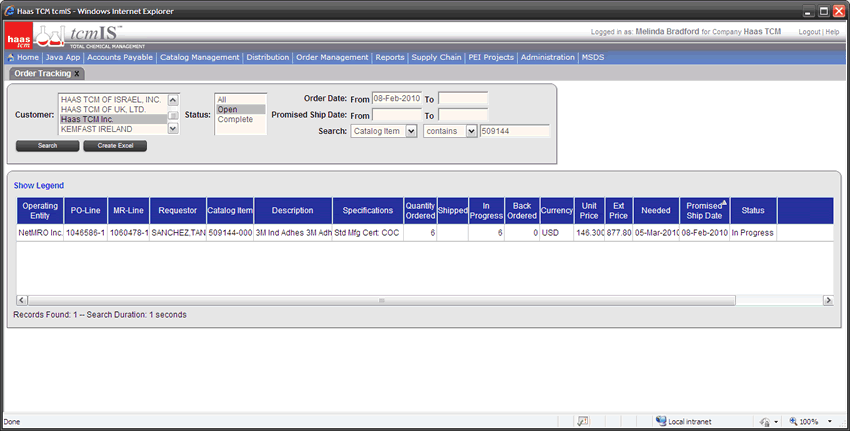 Haas TCM tcmIS - Windows Internet Explorer
haas tcm
tcmIS
TOTAL CHEMICAL MANAGEMENT
Logged in as: Melinda Bradford for Company Haas TCM Logout | Help
Home | Java App | Accounts Payable | Catalog Management | Distribution | Order Management | Reports | Supply Chain | PEI Projects | Administration | MSDS
Order Tracking x
Customer:
HAAS TCM OF ISRAEL, INC.
HAAS TCM OF UK, LTD.
Haas TCM Inc.
KEMFAST IRELAND
Status:
All
Open
Complete
Order Date: From 08-Feb-2010 To
Promised Ship Date: From To
Search: Catalog Item contains 509144
Search Create Excel
Show Legend
Operating Entity PO-Line MR-Line Requestor Catalog Item Description Specifications Quantity Ordered Shipped In Progress Back Ordered Currency Unit Price Ext Price Needed Promised Ship Date Status
NetMRO Inc. 1046586-1 1060478-1 SANCHEZ,TAN 509144-000 3M Ind Adhes 3M Adh Std Mfg Cert: COC 6 6 0 USD 146.300 877.80 05-Mar-2010 08-Feb-2010 In Progress
Records Found: 1 -- Search Duration: 1 seconds
Done
Local intranet
100%